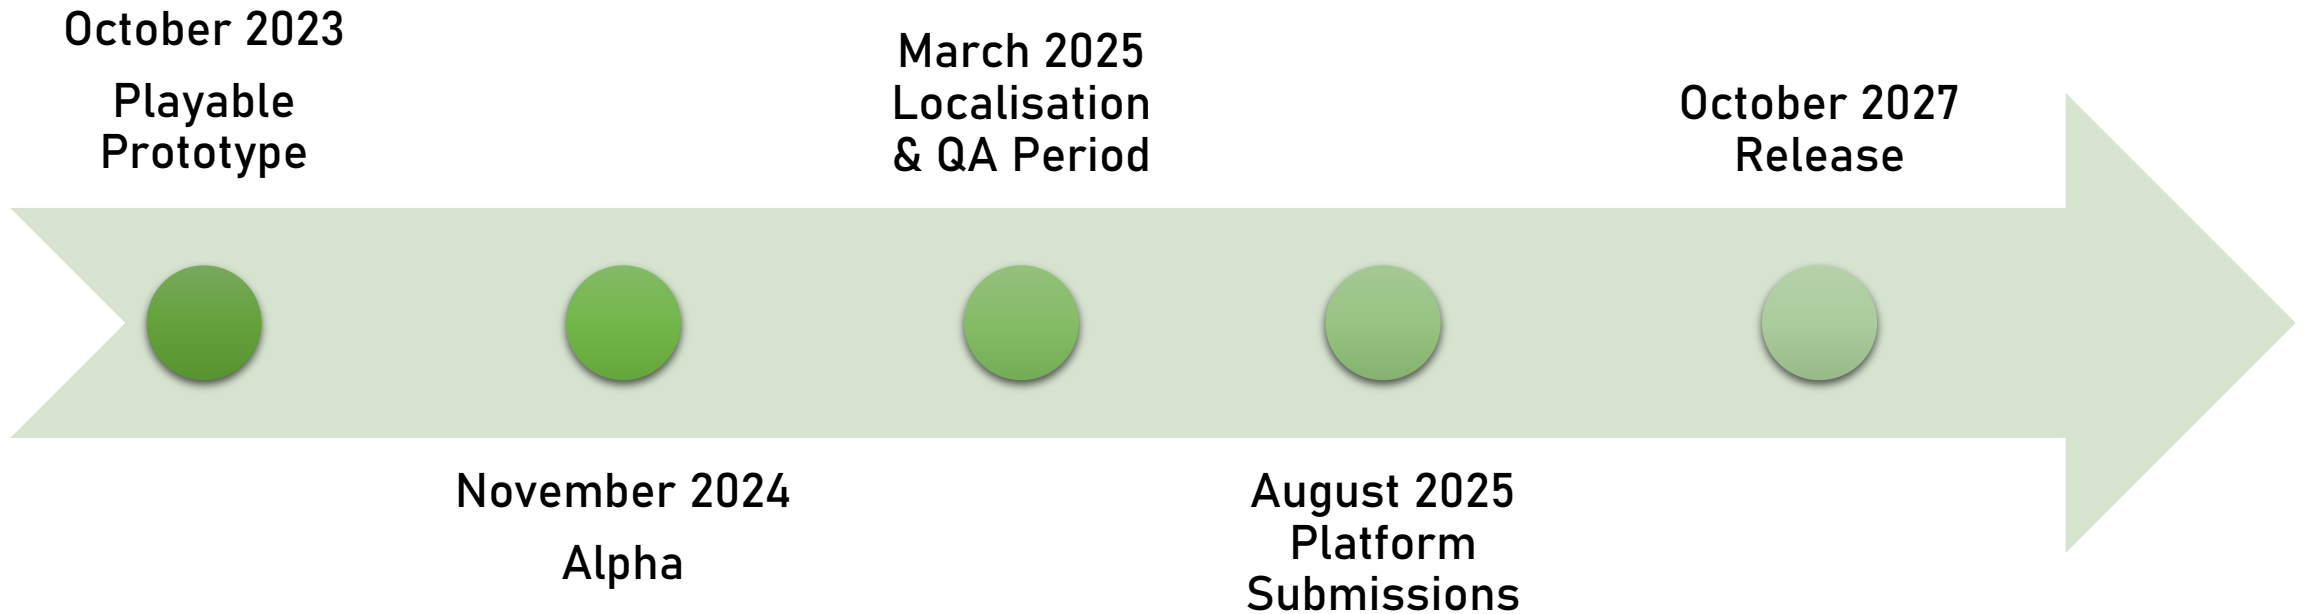 October 2023
Playable
Prototype
November 2024
Alpha
March 2025
Localisation
& QA Period
August 2025
Platform
Submissions
October 2027
Release